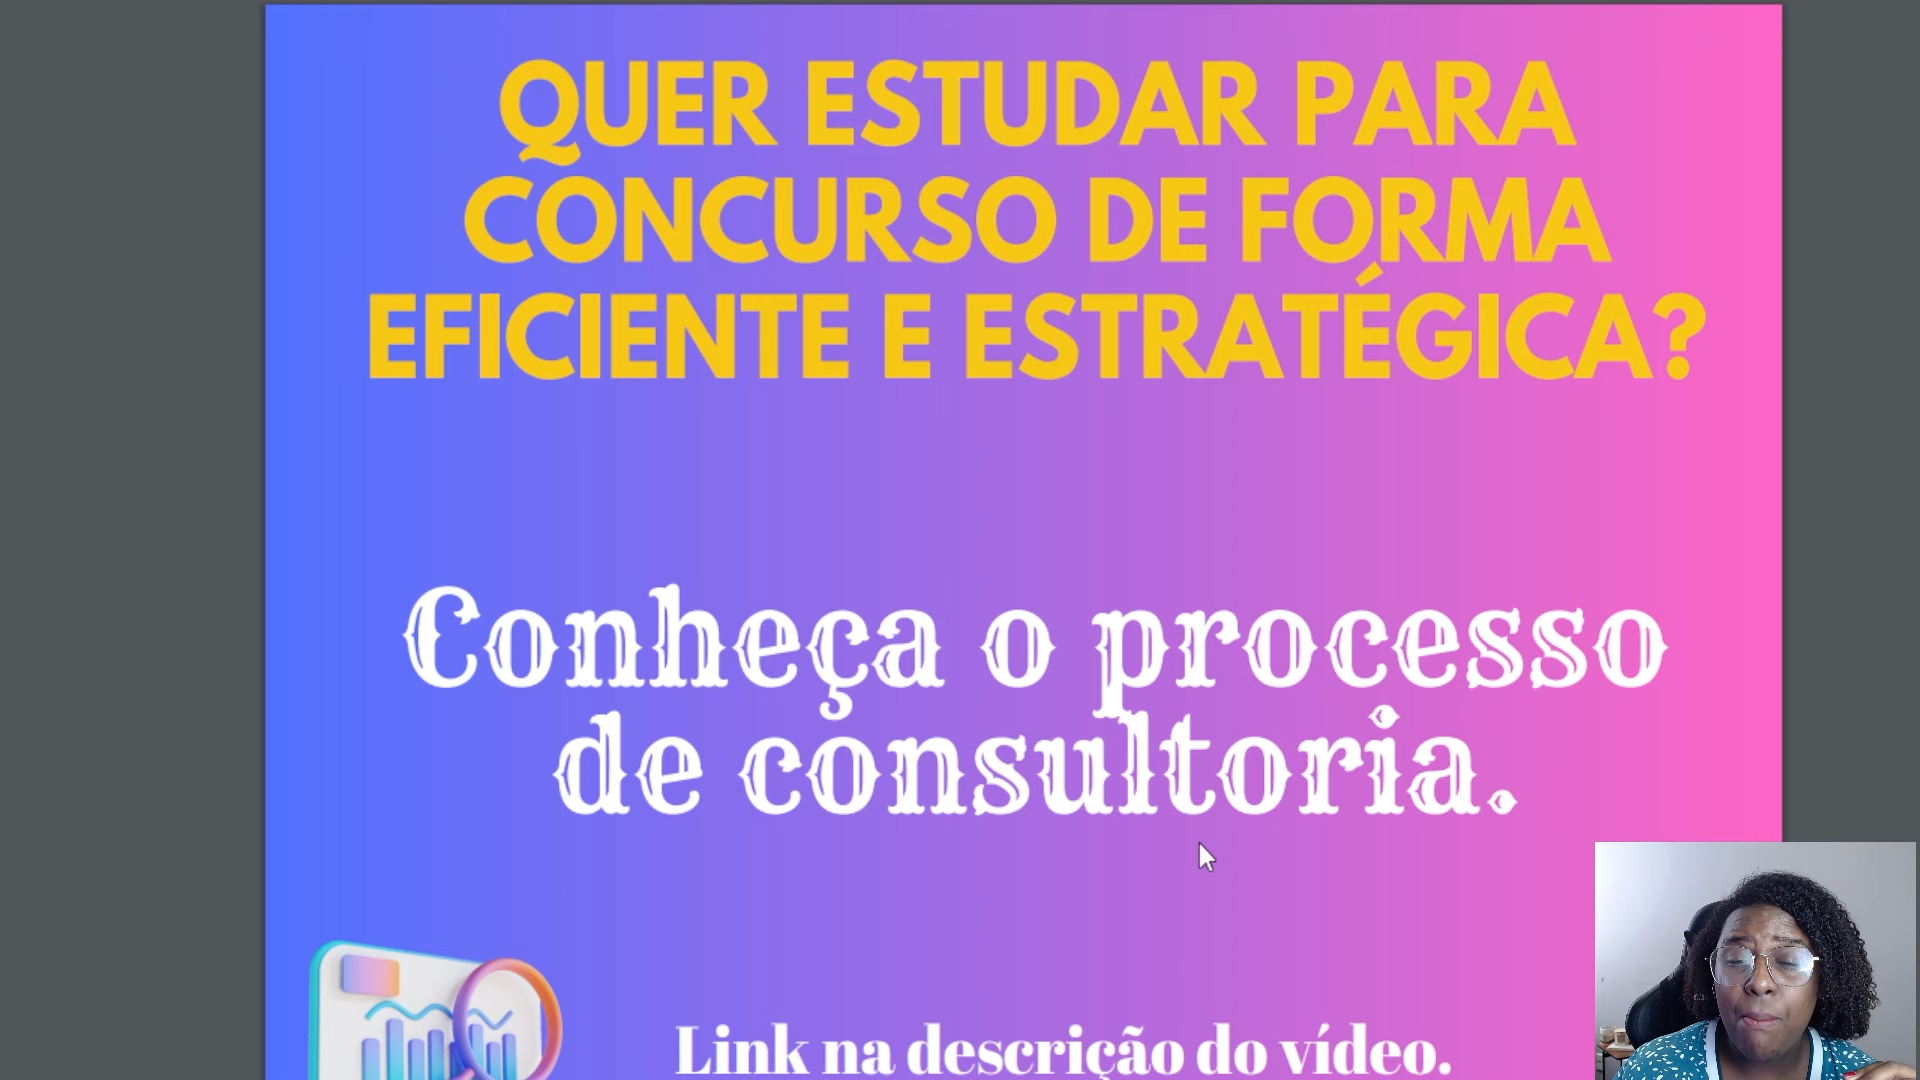 QUER ESTUDAR PARA
CONCURSO DE FORMA
EFICIENTE E ESTRATÉGICA?
Conheça o processo
de consultoria.
Link na descrição do vídeo.